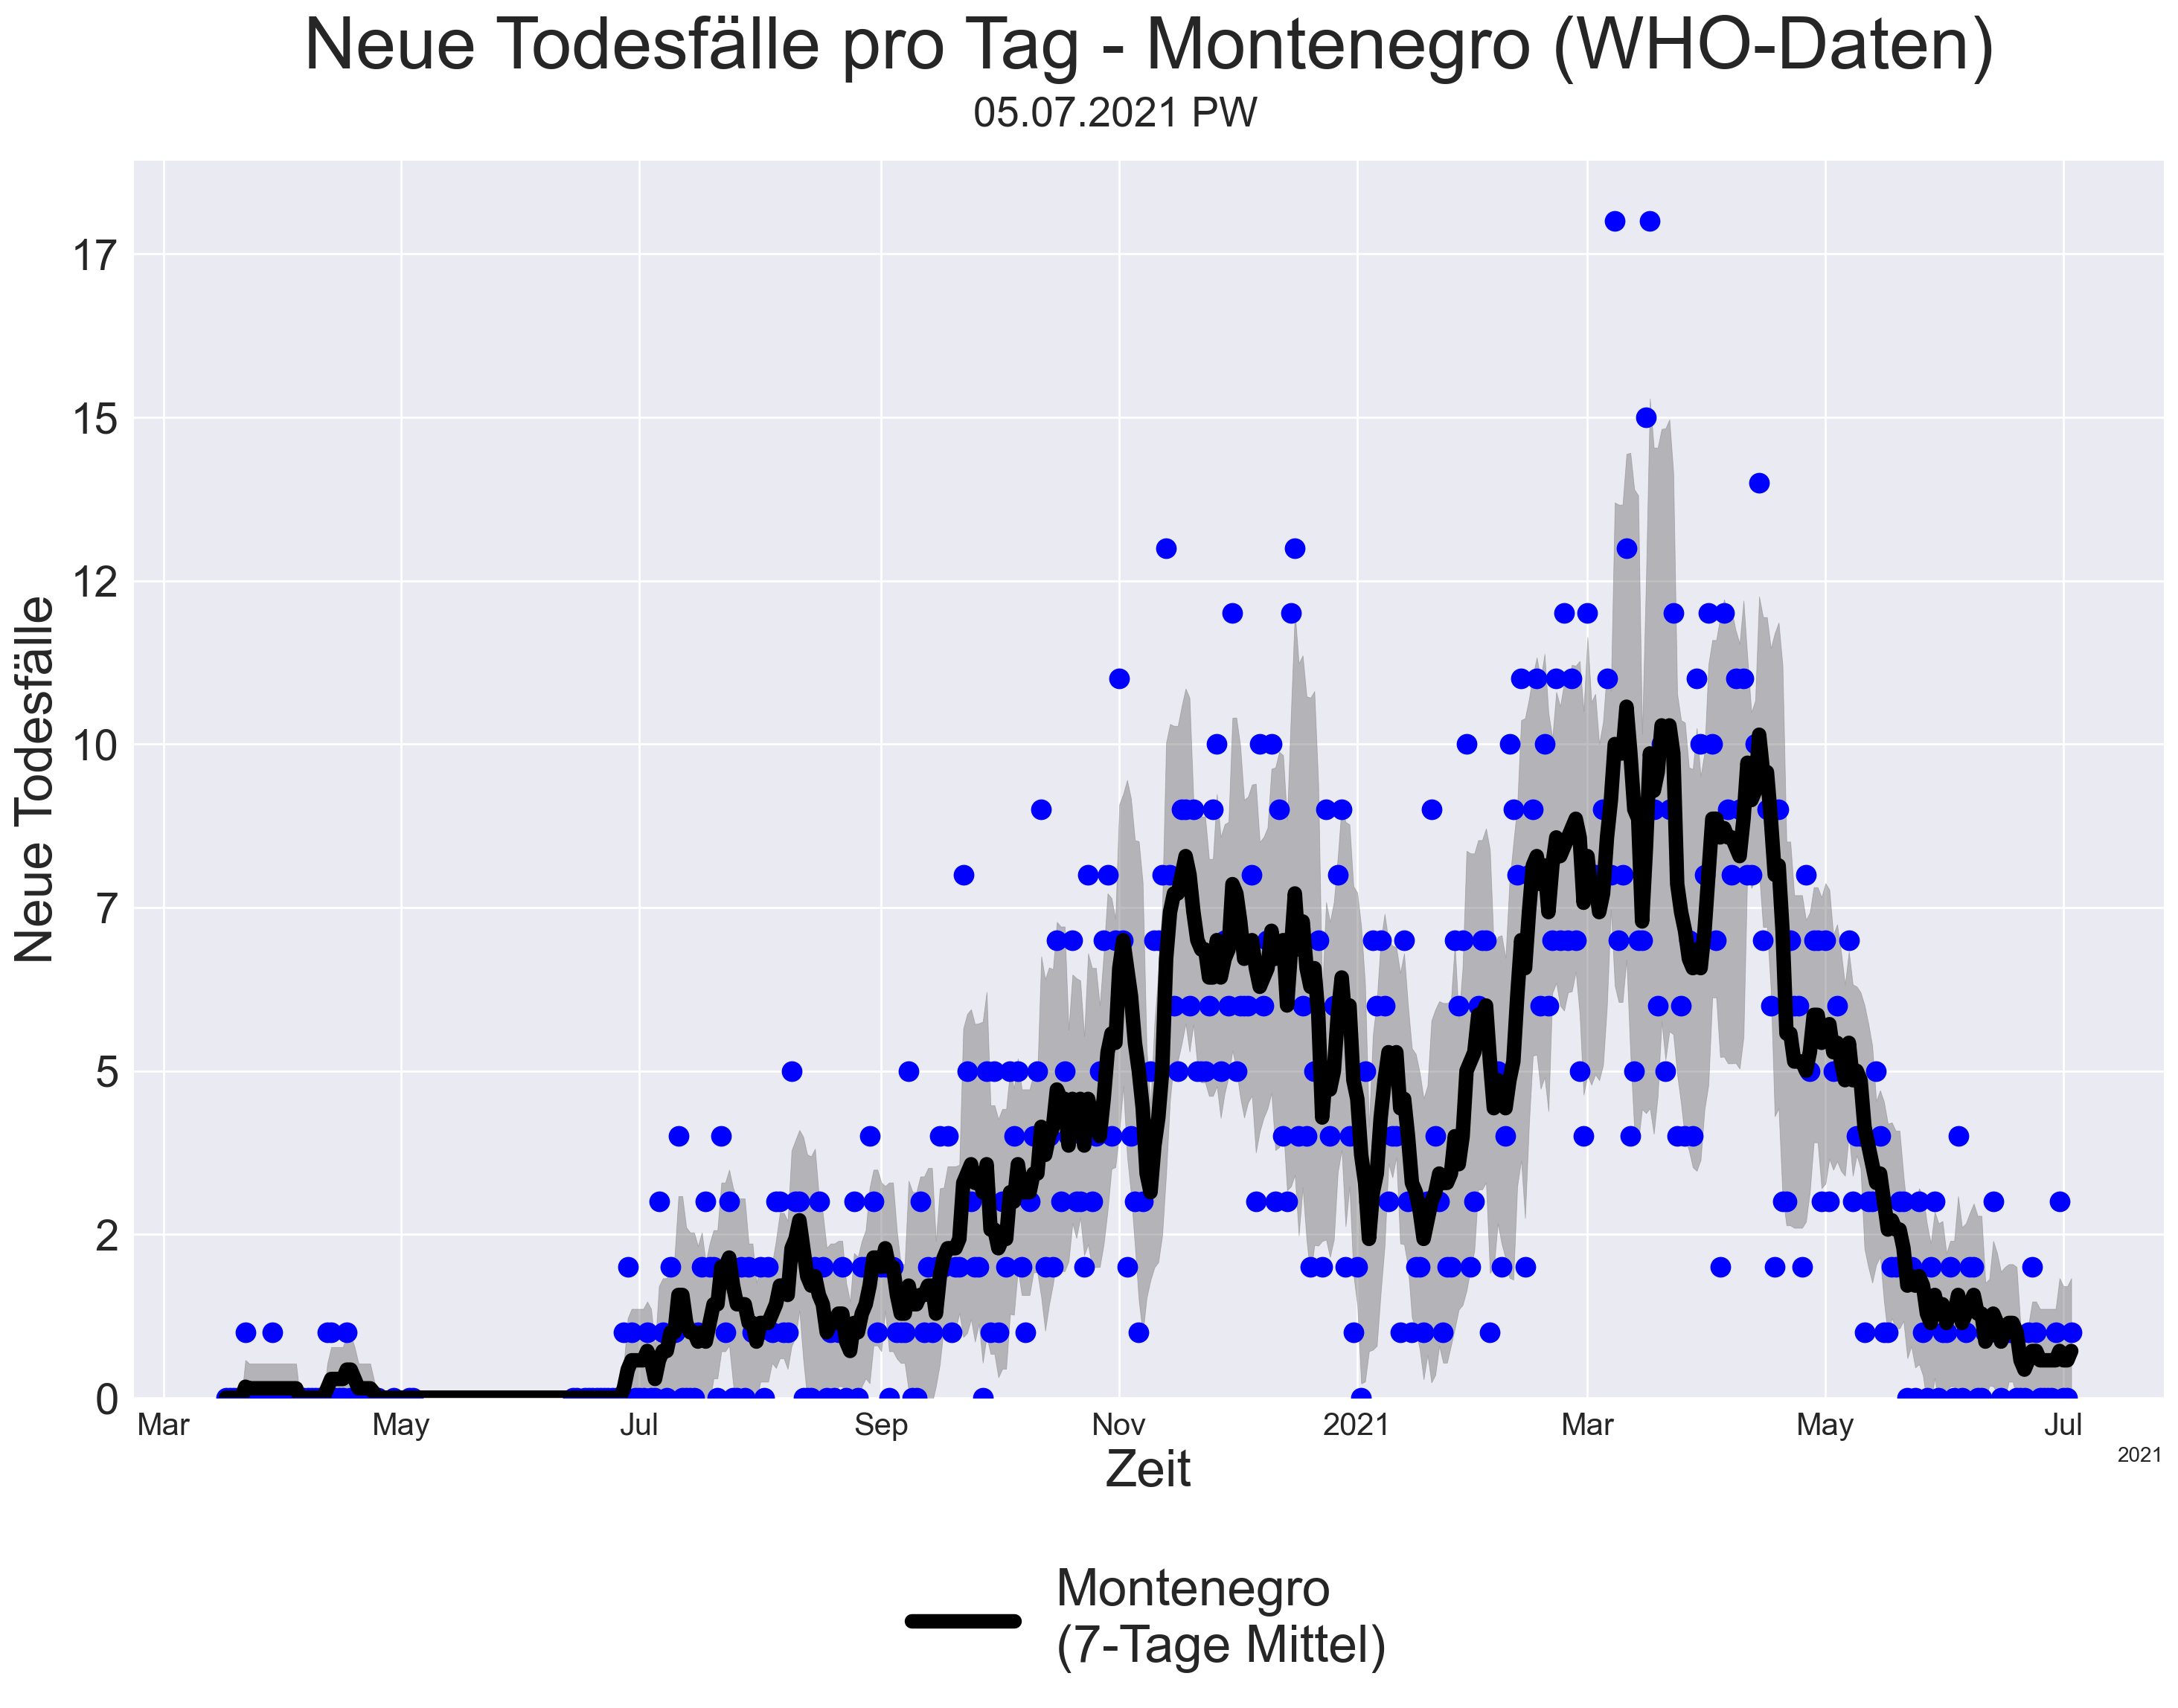 Neue Todesfälle pro Tag - Montenegro (WHO-Daten)
05.07.2021 PW
Neue Todesfälle
17
15
12
10
7
5
2
0
Mar May Jul Sep Nov 2021 Mar May Jul
2021
Zeit
Montenegro
(7-Tage Mittel)